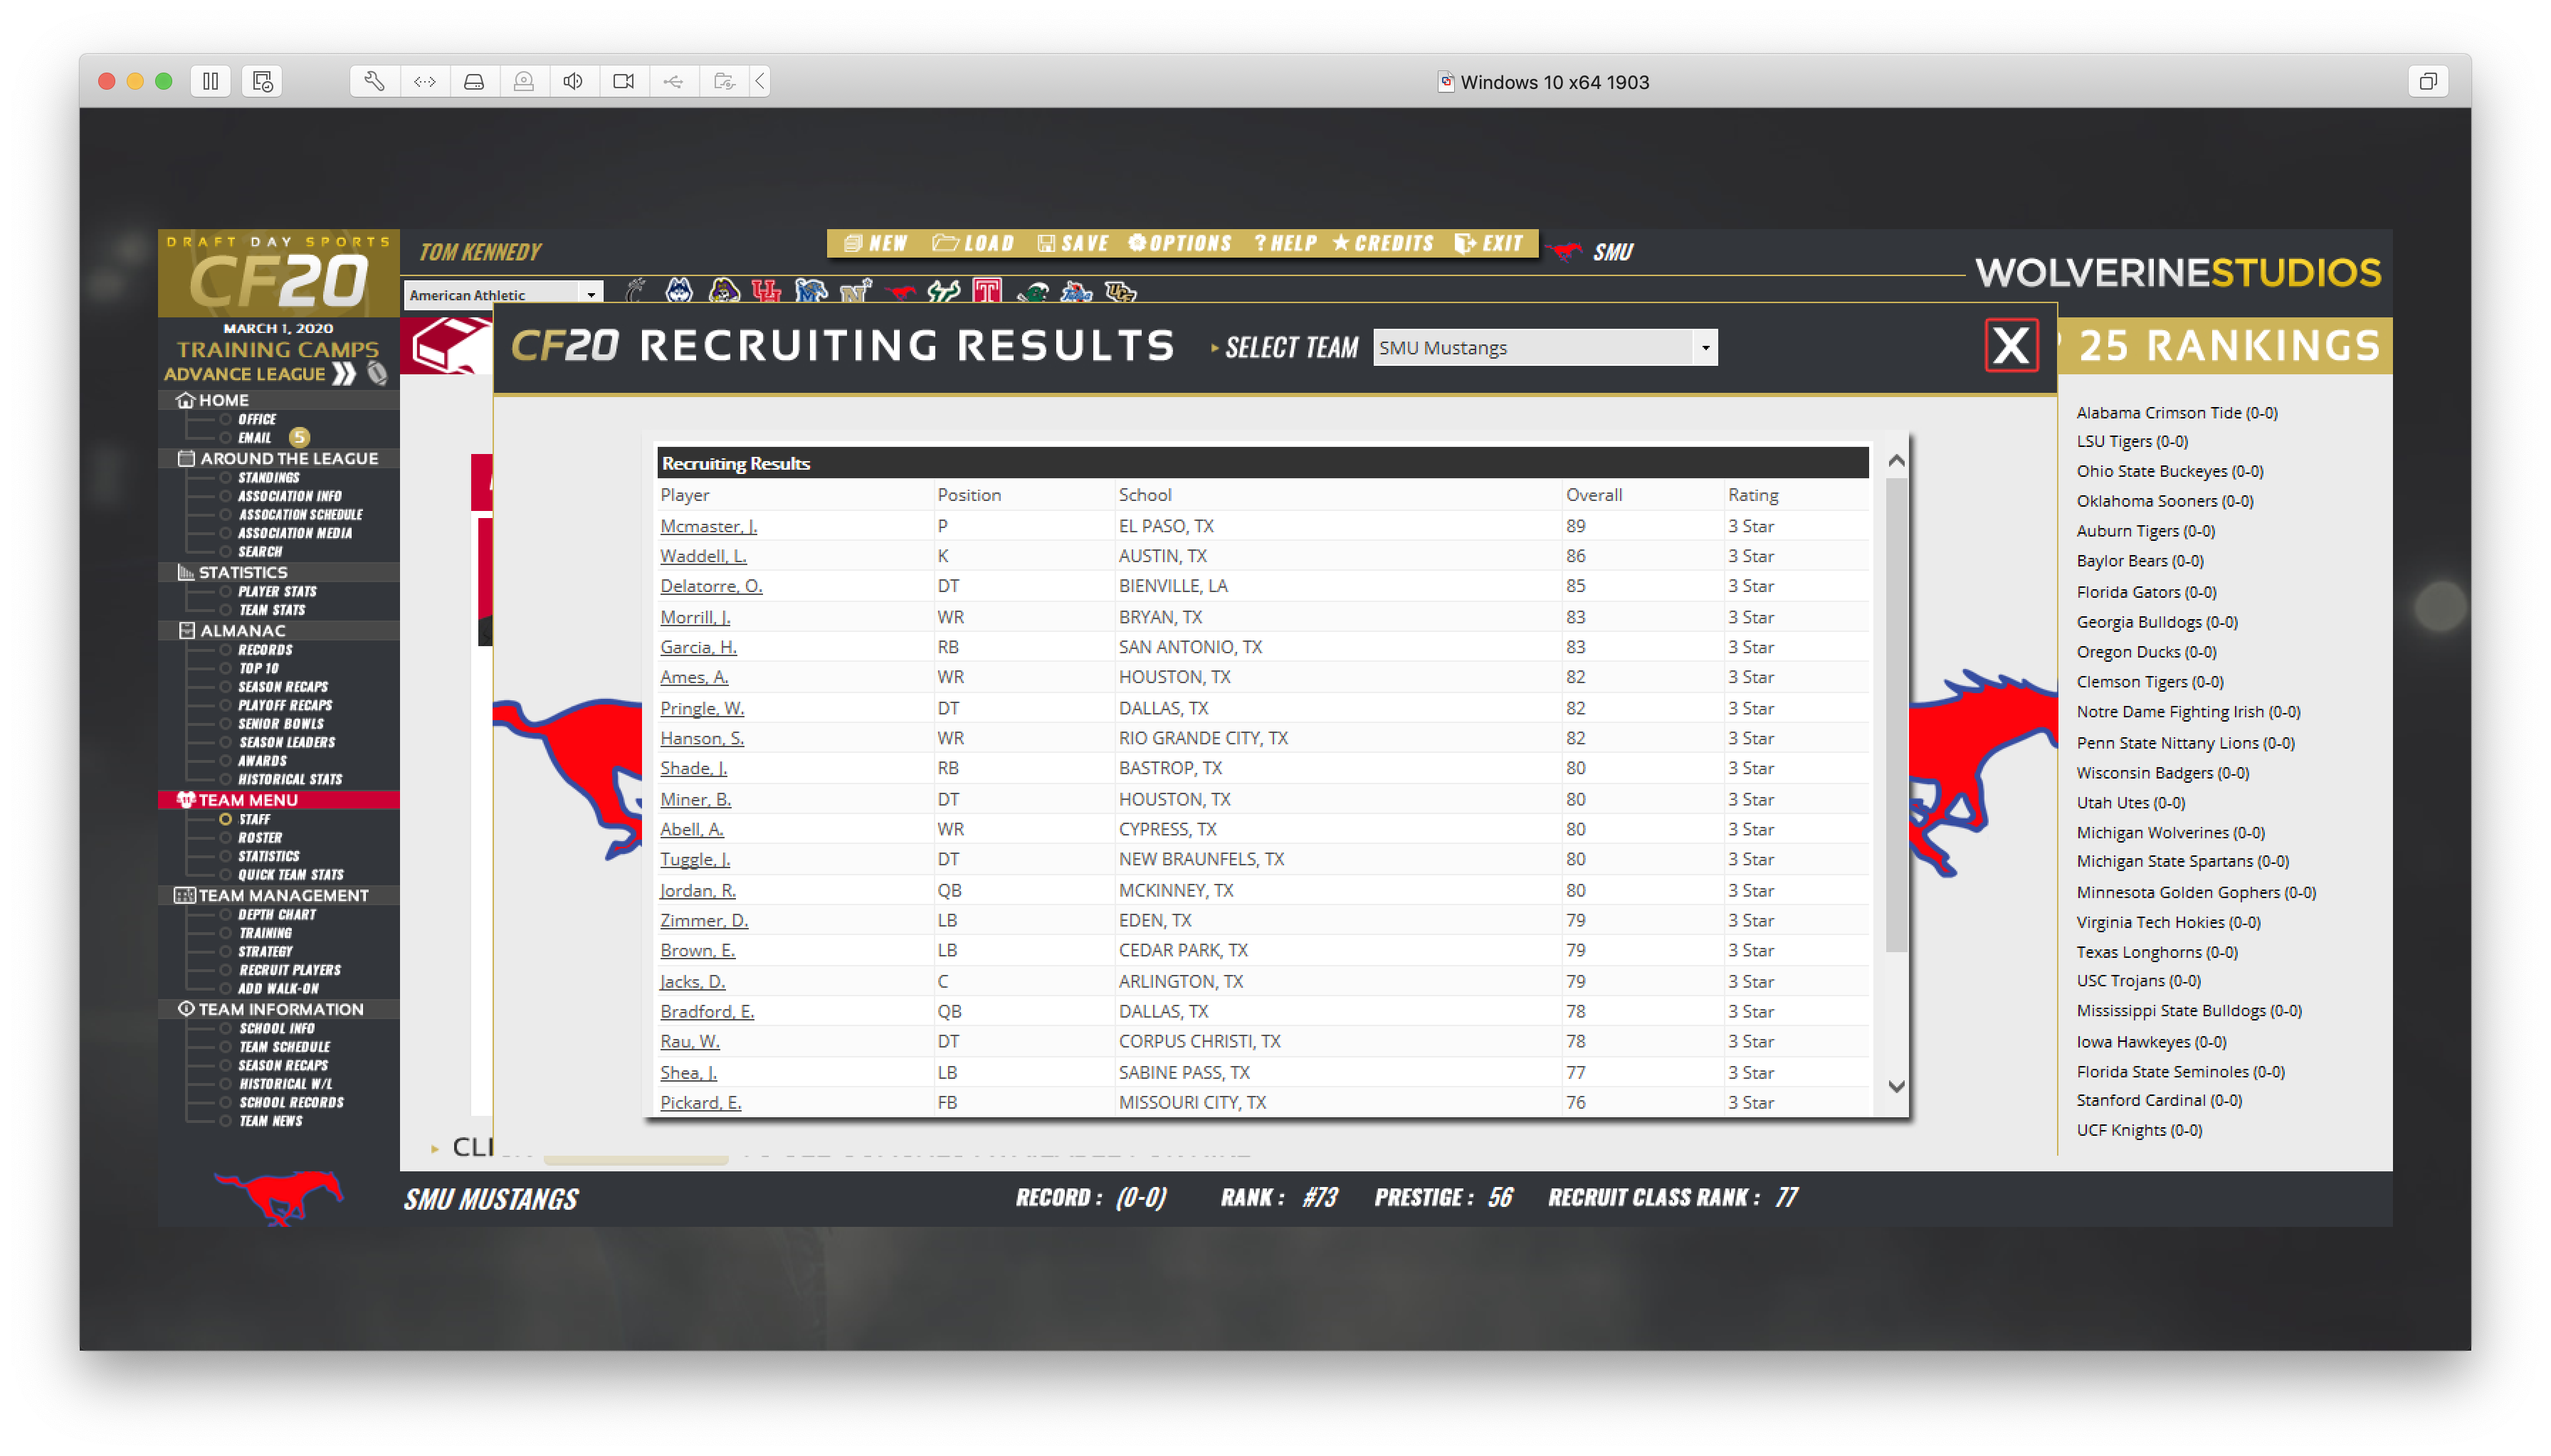 Windows 10 x64 1903
DRAFT DAY SPORTS
CF20
TOM KENNEDY
NEW LOAD SAVE OPTIONS ? HELP CREDITS EXIT
SMU
WOLVERINESTUDIOS
American Athletic
MARCH 1, 2020
TRAINING CAMPS
ADVANCE LEAGUE
CF20 RECRUITING RESULTS
SELECT TEAM
SMU Mustangs
X
25 RANKINGS
HOME
OFFICE
EMAIL 5
AROUND THE LEAGUE
STANDINGS
ASSOCIATION INFO
ASSOCATION SCHEDULE
ASSOCIATION MEDIA
SEARCH
STATISTICS
PLAYER STATS
TEAM STATS
ALMANAC
RECORDS
TOP 10
SEASON RECAPS
PLAYOFF RECAPS
SENIOR BOWLS
SEASON LEADERS
AWARDS
HISTORICAL STATS
TEAM MENU
STAFF
ROSTER
STATISTICS
QUICK TEAM STATS
TEAM MANAGEMENT
DEPTH CHART
TRAINING
STRATEGY
RECRUIT PLAYERS
ADD WALK-ON
TEAM INFORMATION
SCHOOL INFO
TEAM SCHEDULE
SEASON RECAPS
HISTORICAL W/L
SCHOOL RECORDS
TEAM NEWS
Recruiting Results
Player Position School Overall Rating
Mcmaster, J. P EL PASO, TX 89 3 Star
Waddell, L. K AUSTIN, TX 86 3 Star
Delatorre, O. DT BIENVILLE, LA 85 3 Star
Morrill, J. WR BRYAN, TX 83 3 Star
Garcia, H. RB SAN ANTONIO, TX 83 3 Star
Ames, A. WR HOUSTON, TX 82 3 Star
Pringle, W. DT DALLAS, TX 82 3 Star
Hanson, S. WR RIO GRANDE CITY, TX 82 3 Star
Shade, J. RB BASTROP, TX 80 3 Star
Miner, B. DT HOUSTON, TX 80 3 Star
Abell, A. WR CYPRESS, TX 80 3 Star
Tuggle, J. DT NEW BRAUNFELS, TX 80 3 Star
Jordan, R. QB MCKINNEY, TX 80 3 Star
Zimmer, D. LB EDEN, TX 79 3 Star
Brown, E. LB CEDAR PARK, TX 79 3 Star
Jacks, D. C ARLINGTON, TX 79 3 Star
Bradford, E. QB DALLAS, TX 78 3 Star
Rau, W. DT CORPUS CHRISTI, TX 78 3 Star
Shea, J. LB SABINE PASS, TX 77 3 Star
Pickard, E. FB MISSOURI CITY, TX 76 3 Star
CLI
Alabama Crimson Tide (0-0)
LSU Tigers (0-0)
Ohio State Buckeyes (0-0)
Oklahoma Sooners (0-0)
Auburn Tigers (0-0)
Baylor Bears (0-0)
Florida Gators (0-0)
Georgia Bulldogs (0-0)
Oregon Ducks (0-0)
Clemson Tigers (0-0)
Notre Dame Fighting Irish (0-0)
Penn State Nittany Lions (0-0)
Wisconsin Badgers (0-0)
Utah Utes (0-0)
Michigan Wolverines (0-0)
Michigan State Spartans (0-0)
Minnesota Golden Gophers (0-0)
Virginia Tech Hokies (0-0)
Texas Longhorns (0-0)
USC Trojans (0-0)
Mississippi State Bulldogs (0-0)
Iowa Hawkeyes (0-0)
Florida State Seminoles (0-0)
Stanford Cardinal (0-0)
UCF Knights (0-0)
SMU MUSTANGS
RECORD : (0-0) RANK : #73 PRESTIGE : 56 RECRUIT CLASS RANK : 77